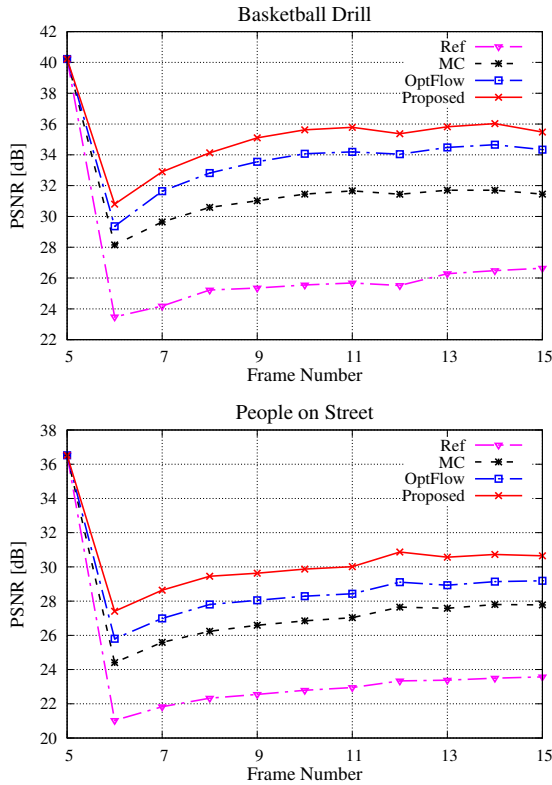 Basketball Drill
42
40
38
36
34
32
30
28
26
24
22
PSNR [dB]
Ref
MC
OptFlow
Proposed
5 7 9 11 13 15
Frame Number
People on Street
38
36
34
32
30
28
26
24
22
20
PSNR [dB]
Ref
MC
OptFlow
Proposed
5 7 9 11 13 15
Frame Number